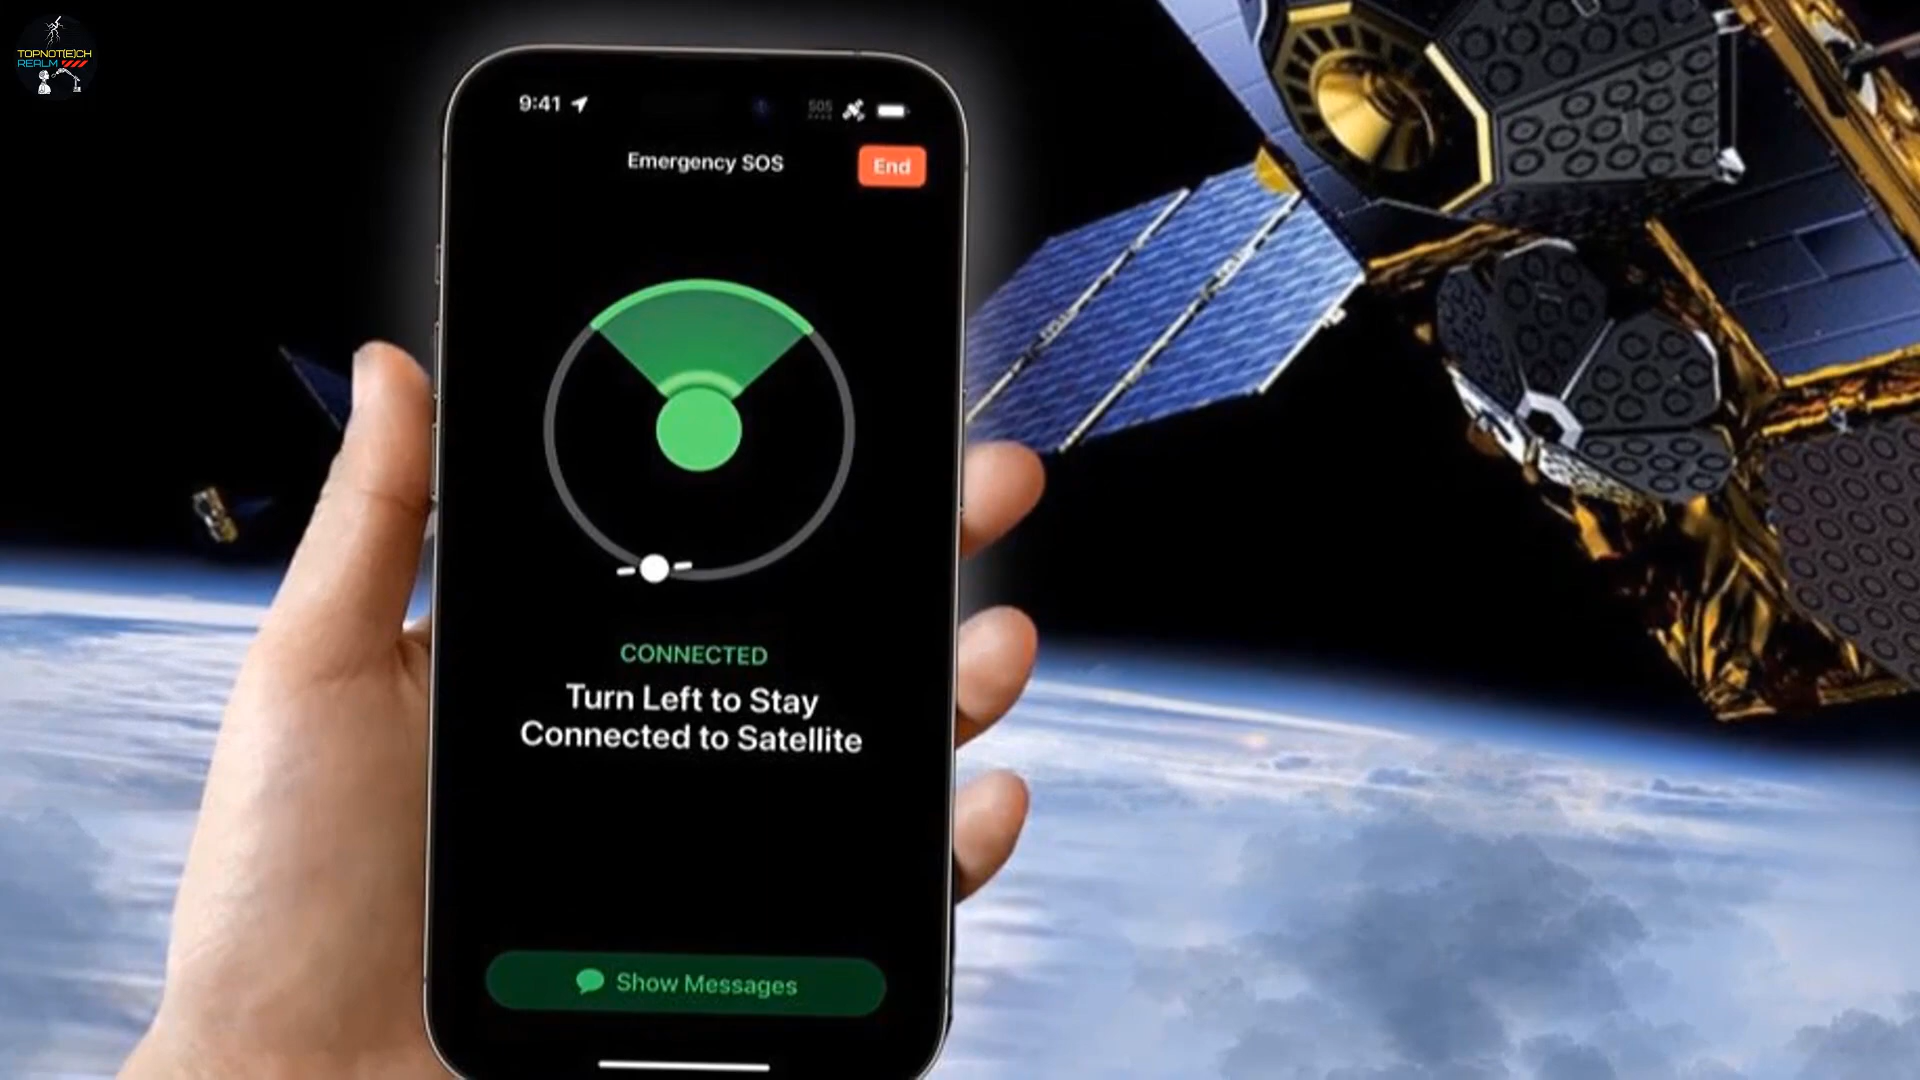 TOPNOT(E)CH
REALM
9:41
SOS
Emergency SOS
End
CONNECTED
Turn Left to Stay
Connected to Satellite
Show Messages